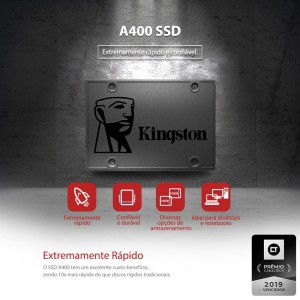 A400 SSD
Extremamente rápido e confiável.
Kingston
Extremamente
rápido
Confiável
e durável
Diversas
opções de
armazenamento
Ideal para desktops
e notebooks
Extremamente Rápido
O SSD A400 tem um excelente custo benefício,
sendo 10x mais rápido do que discos rígidos tradicionais.
CT
PRÊMIO
CANALTECH
2019
VENCEDOR